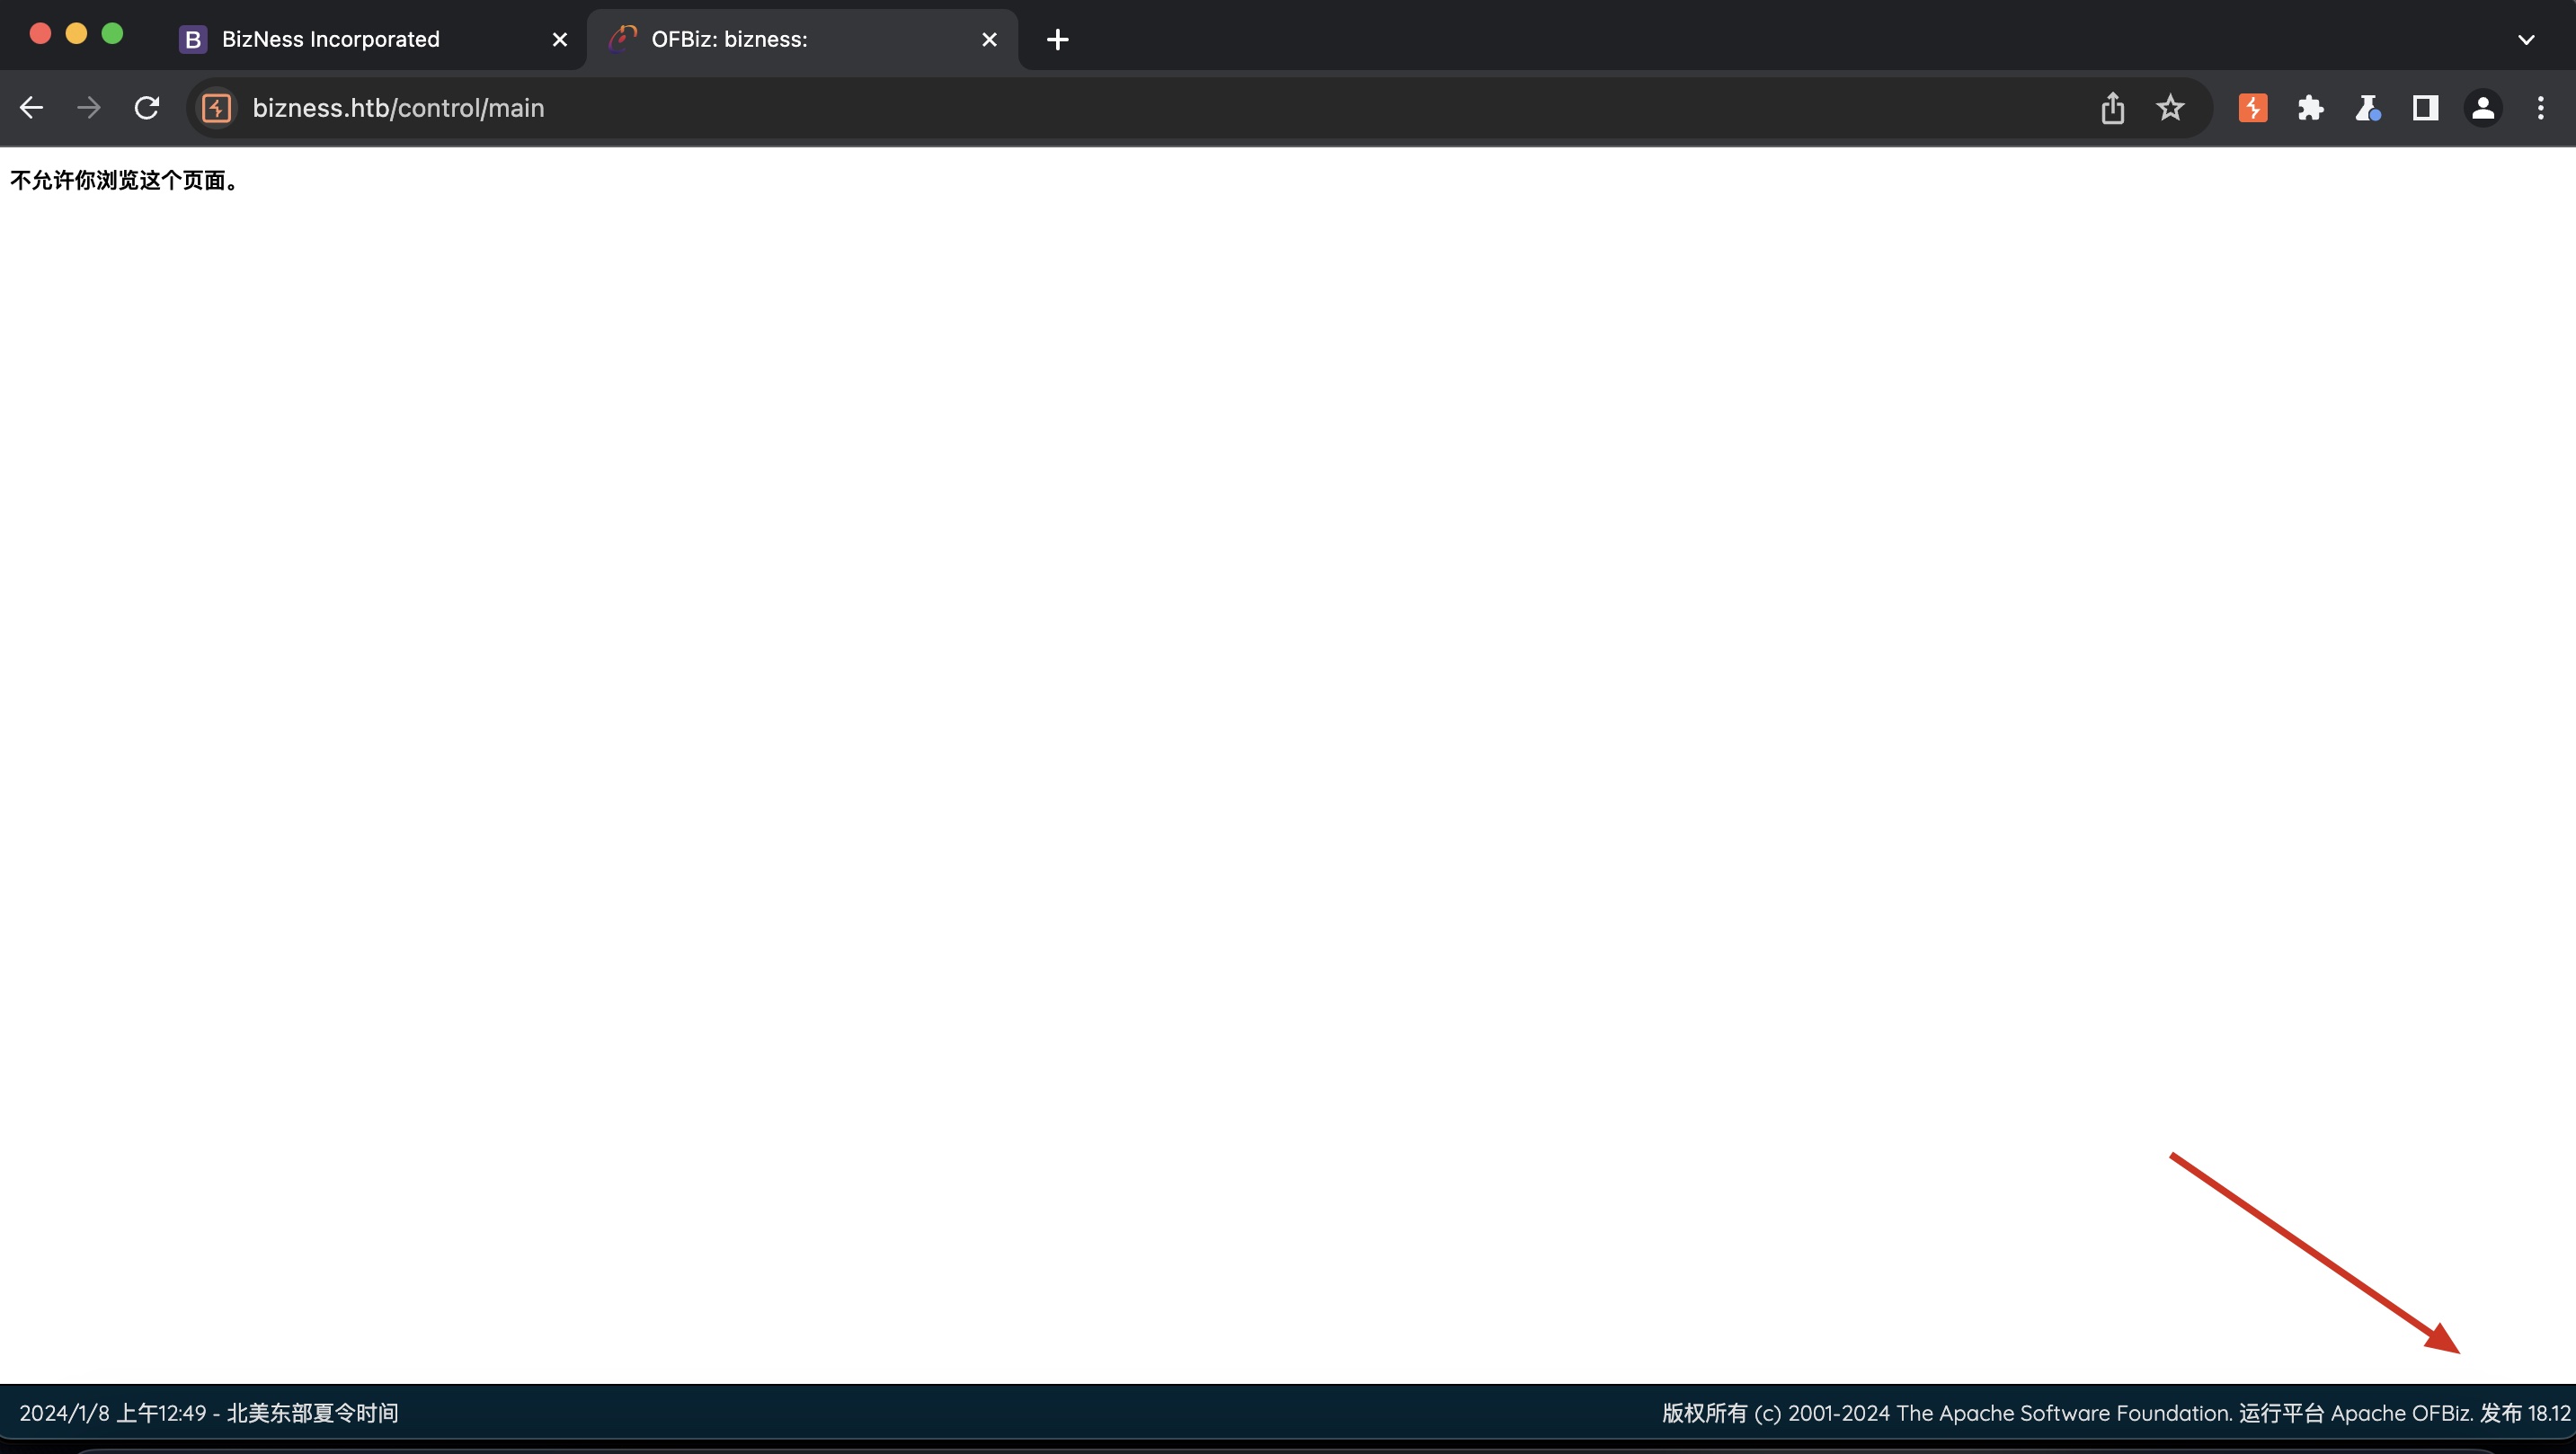 BizNess Incorporated
OFBiz: bizness:
bizness.htb/control/main
不允许你浏览这个页面。
2024/1/8 上午12:49 - 北美东部夏令时间
版权所有 (c) 2001-2024 The Apache Software Foundation. 运行平台 Apache OFBiz. 发布 18.12